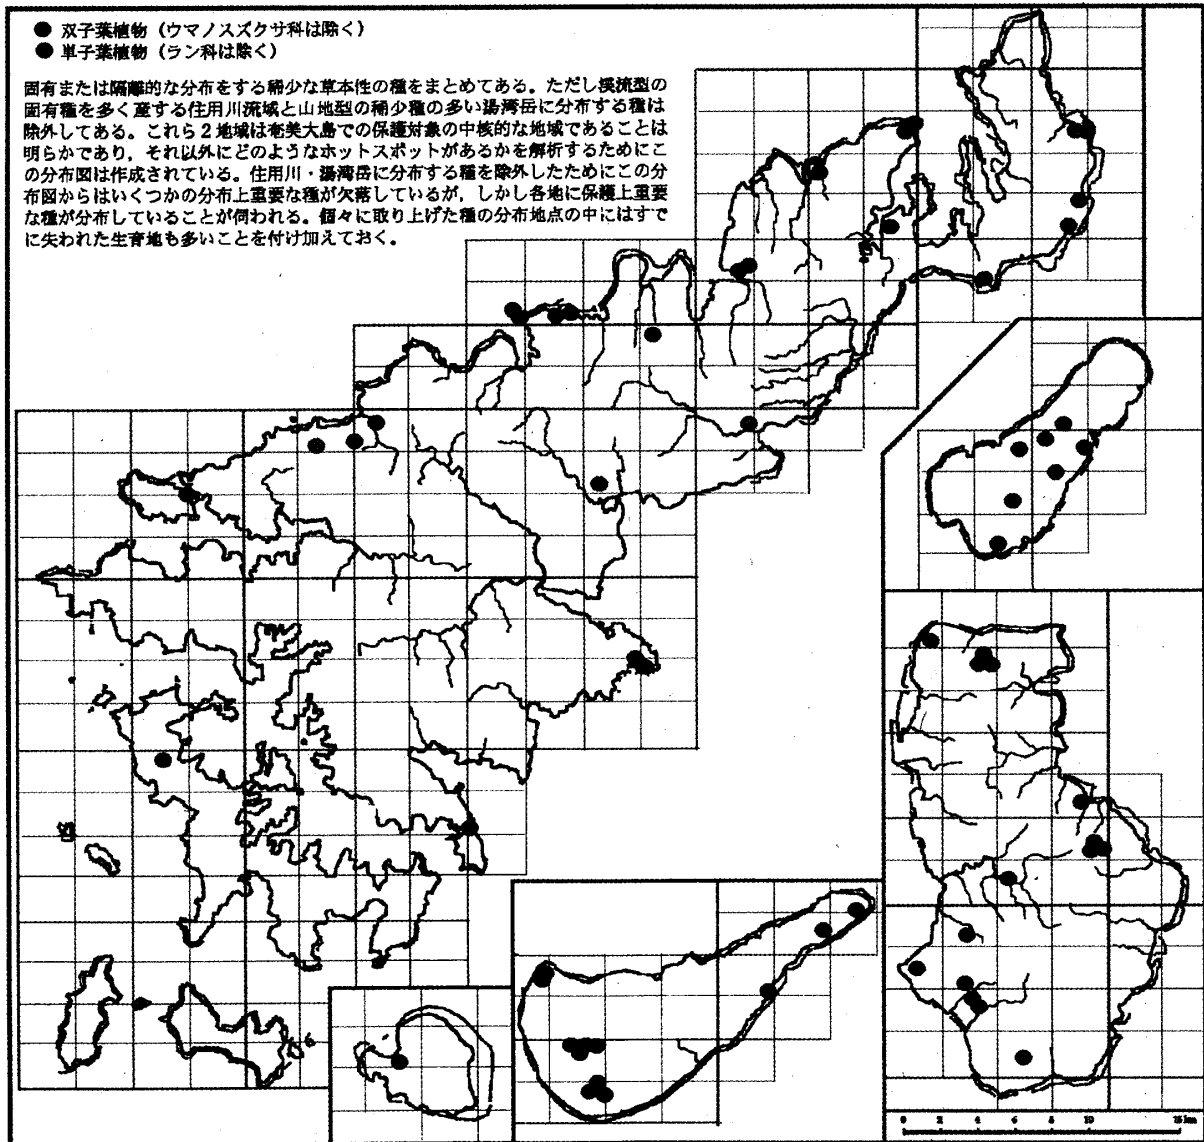 ● 双子葉植物（ウマノスズクサ科は除く）
● 単子葉植物（ラン科は除く）
固有または隔離的な分布をする稀少な草本性の種をまとめてある。ただし渓流型の
固有種を多く産する住用川流域と山地型の稀少種の多い湯湾岳に分布する種は
除外してある。これら２地域は奄美大島での保護対象の中核的な地域であることは
明らかであり，それ以外にどのようなホットスポットがあるかを解析するためにこ
の分布図は作成されている。住用川・湯湾岳に分布する種を除外したためにこの分
布図からはいくつかの分布上重要な種が欠落しているが，しかし各地に保護上重要
な種が分布していることが伺われる。個々に取り上げた種の分布地点の中にはすで
に失われた生育地も多いことを付け加えておく。
0 2 4 6 8 10 15 km